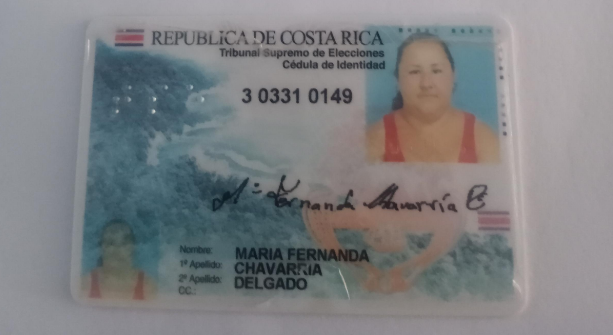 REPUBLICA DE COSTA RICA
Tribunal Supremo de Elecciones
Cédula de Identidad
3 0331 0149
Mª Fernanda Chavarría
Nombre: MARIA FERNANDA
1º Apellido: CHAVARRIA
2º Apellido: DELGADO
CC.: